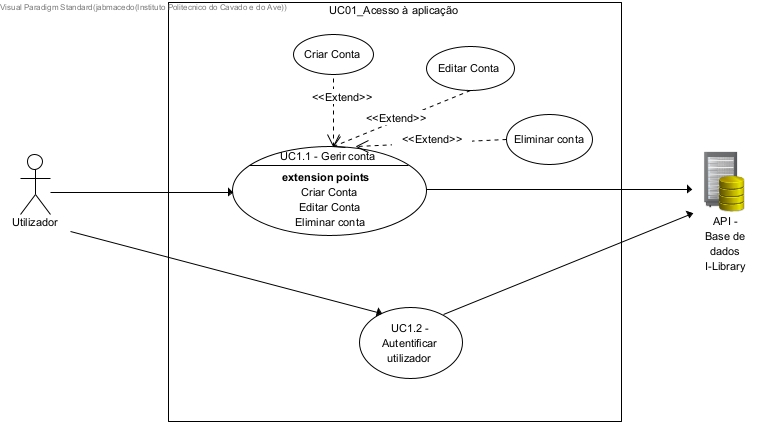 Visual Paradigm Standard(jabmacedo(Instituto Politecnico do Cavado e do Ave))
UC01_Acesso à aplicação
Criar Conta
Editar Conta
<<Extend>>
<<Extend>>
<<Extend>>
Eliminar conta
UC1.1 - Gerir conta
extension points
Criar Conta
Editar Conta
Eliminar conta
Utilizador
API -
Base de
dados
I-Library
UC1.2 -
Autentificar
utilizador